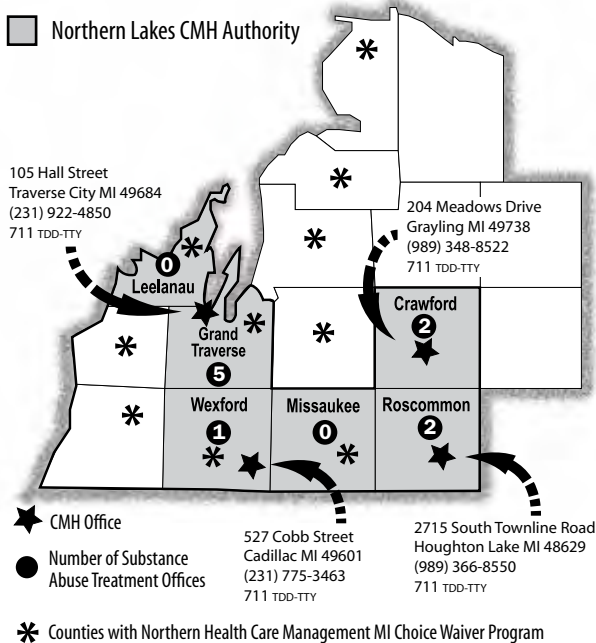 Northern Lakes CMH Authority
105 Hall Street
Traverse City MI 49684
(231) 922-4850
711 TDD-TTY
204 Meadows Drive
Grayling MI 49738
(989) 348-8522
711 TDD-TTY
0
Leelanau
Grand
Traverse
5
Crawford
2
Wexford
1
Missaukee
0
Roscommon
2
CMH Office
Number of Substance
Abuse Treatment Offices
527 Cobb Street
Cadillac MI 49601
(231) 775-3463
711 TDD-TTY
2715 South Townline Road
Houghton Lake MI 48629
(989) 366-8550
711 TDD-TTY
Counties with Northern Health Care Management MI Choice Waiver Program